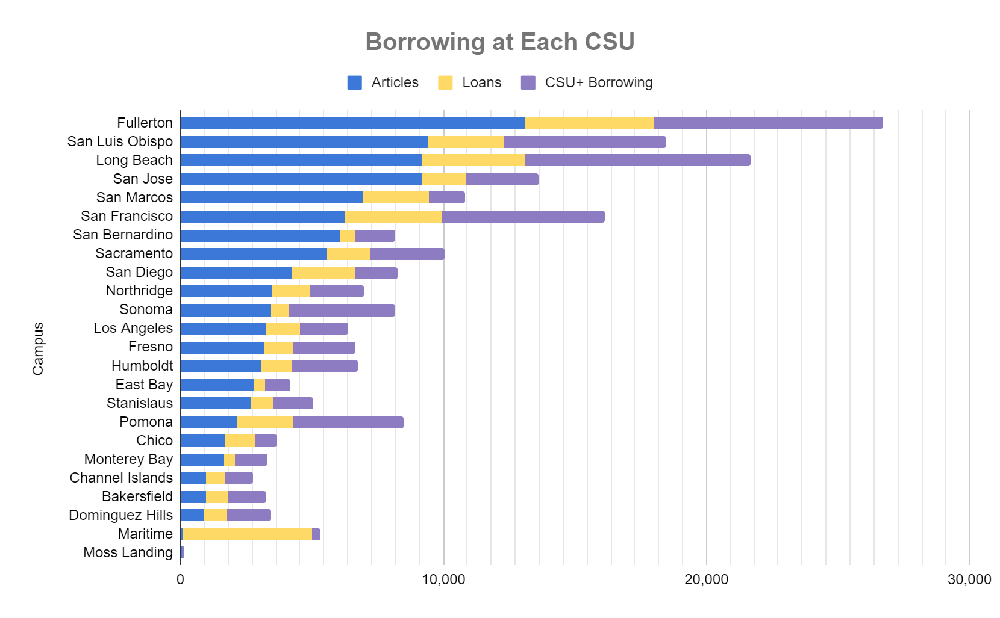 Borrowing at Each CSU
Articles Loans CSU+ Borrowing
Fullerton
San Luis Obispo
Long Beach
San Jose
San Marcos
San Francisco
San Bernardino
Sacramento
San Diego
Northridge
Sonoma
Los Angeles
Fresno
Humboldt
East Bay
Stanislaus
Pomona
Chico
Monterey Bay
Channel Islands
Bakersfield
Dominguez Hills
Maritime
Moss Landing
Campus
0 10,000 20,000 30,000